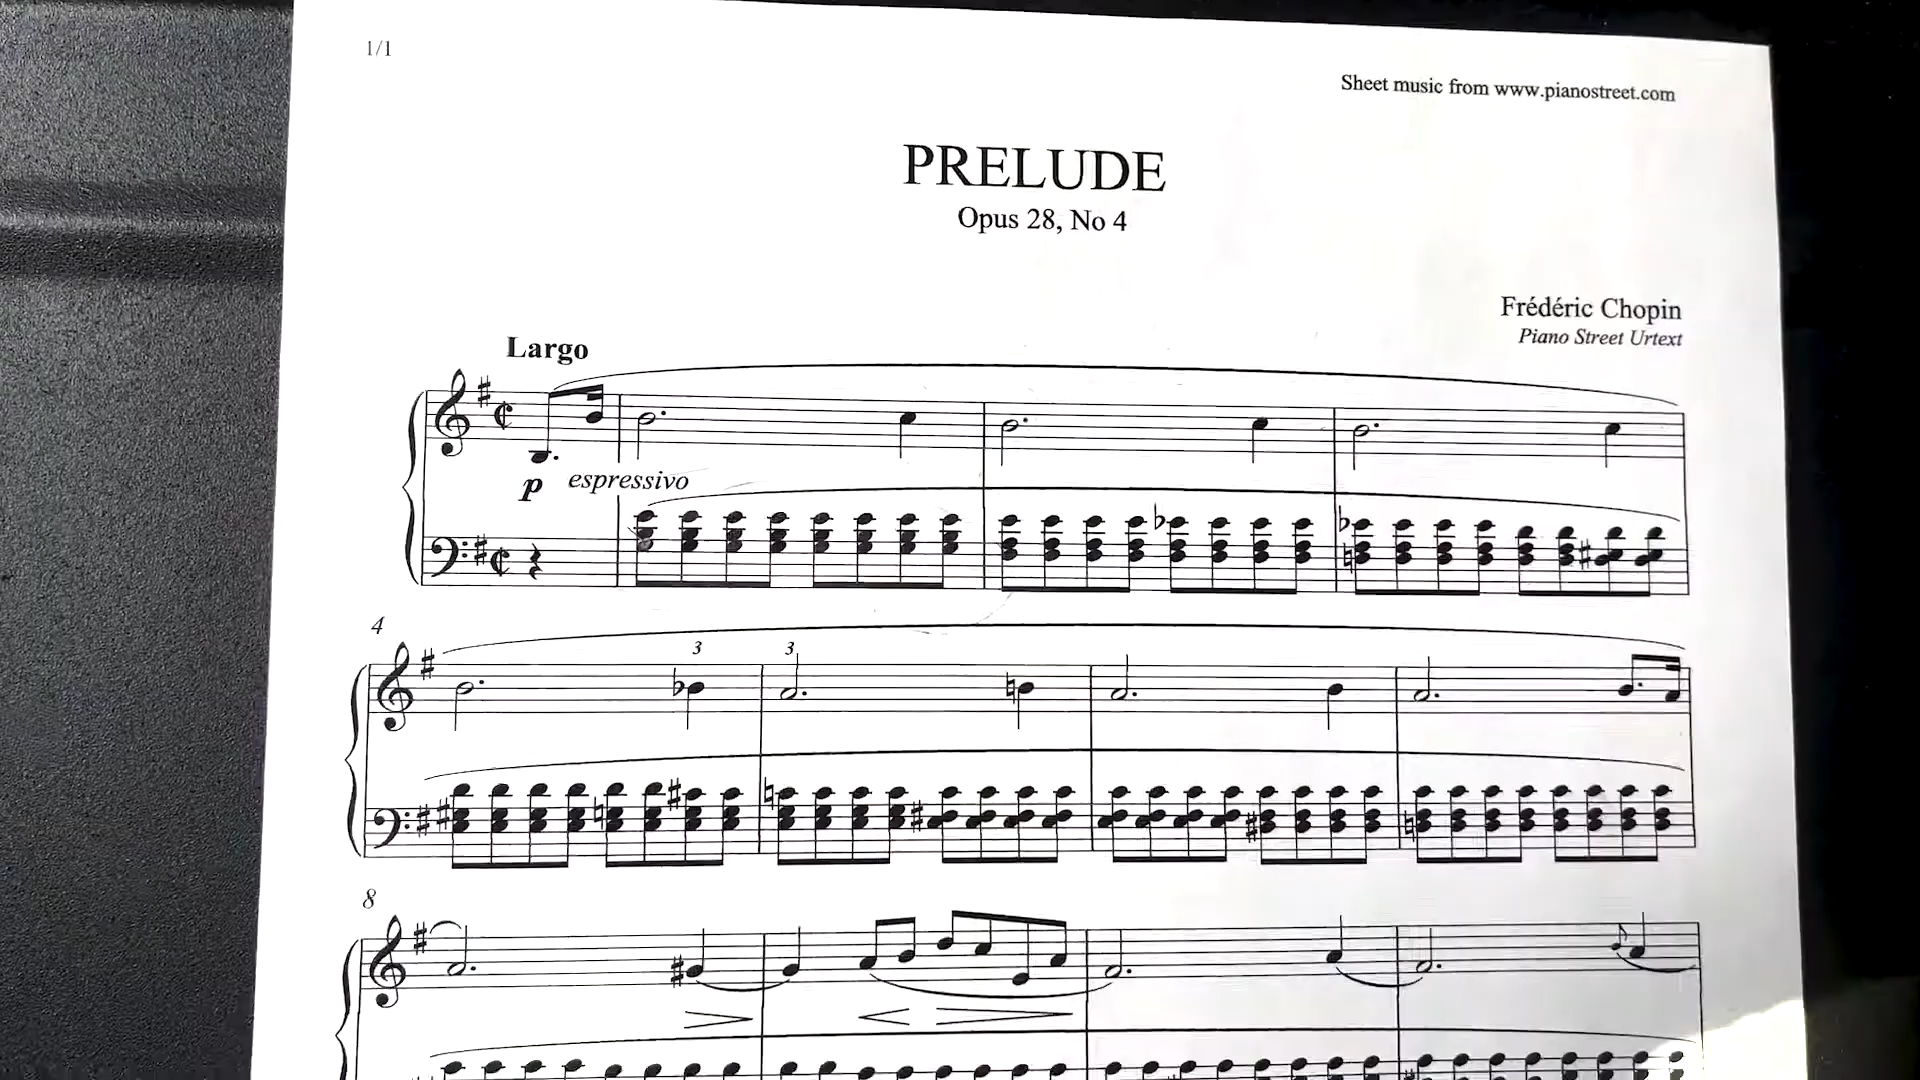 1/1
Sheet music from www.pianostreet.com
PRELUDE
Opus 28, No 4
Frédéric Chopin
Piano Street Urtext
Largo
p espressivo
4
3 3
8